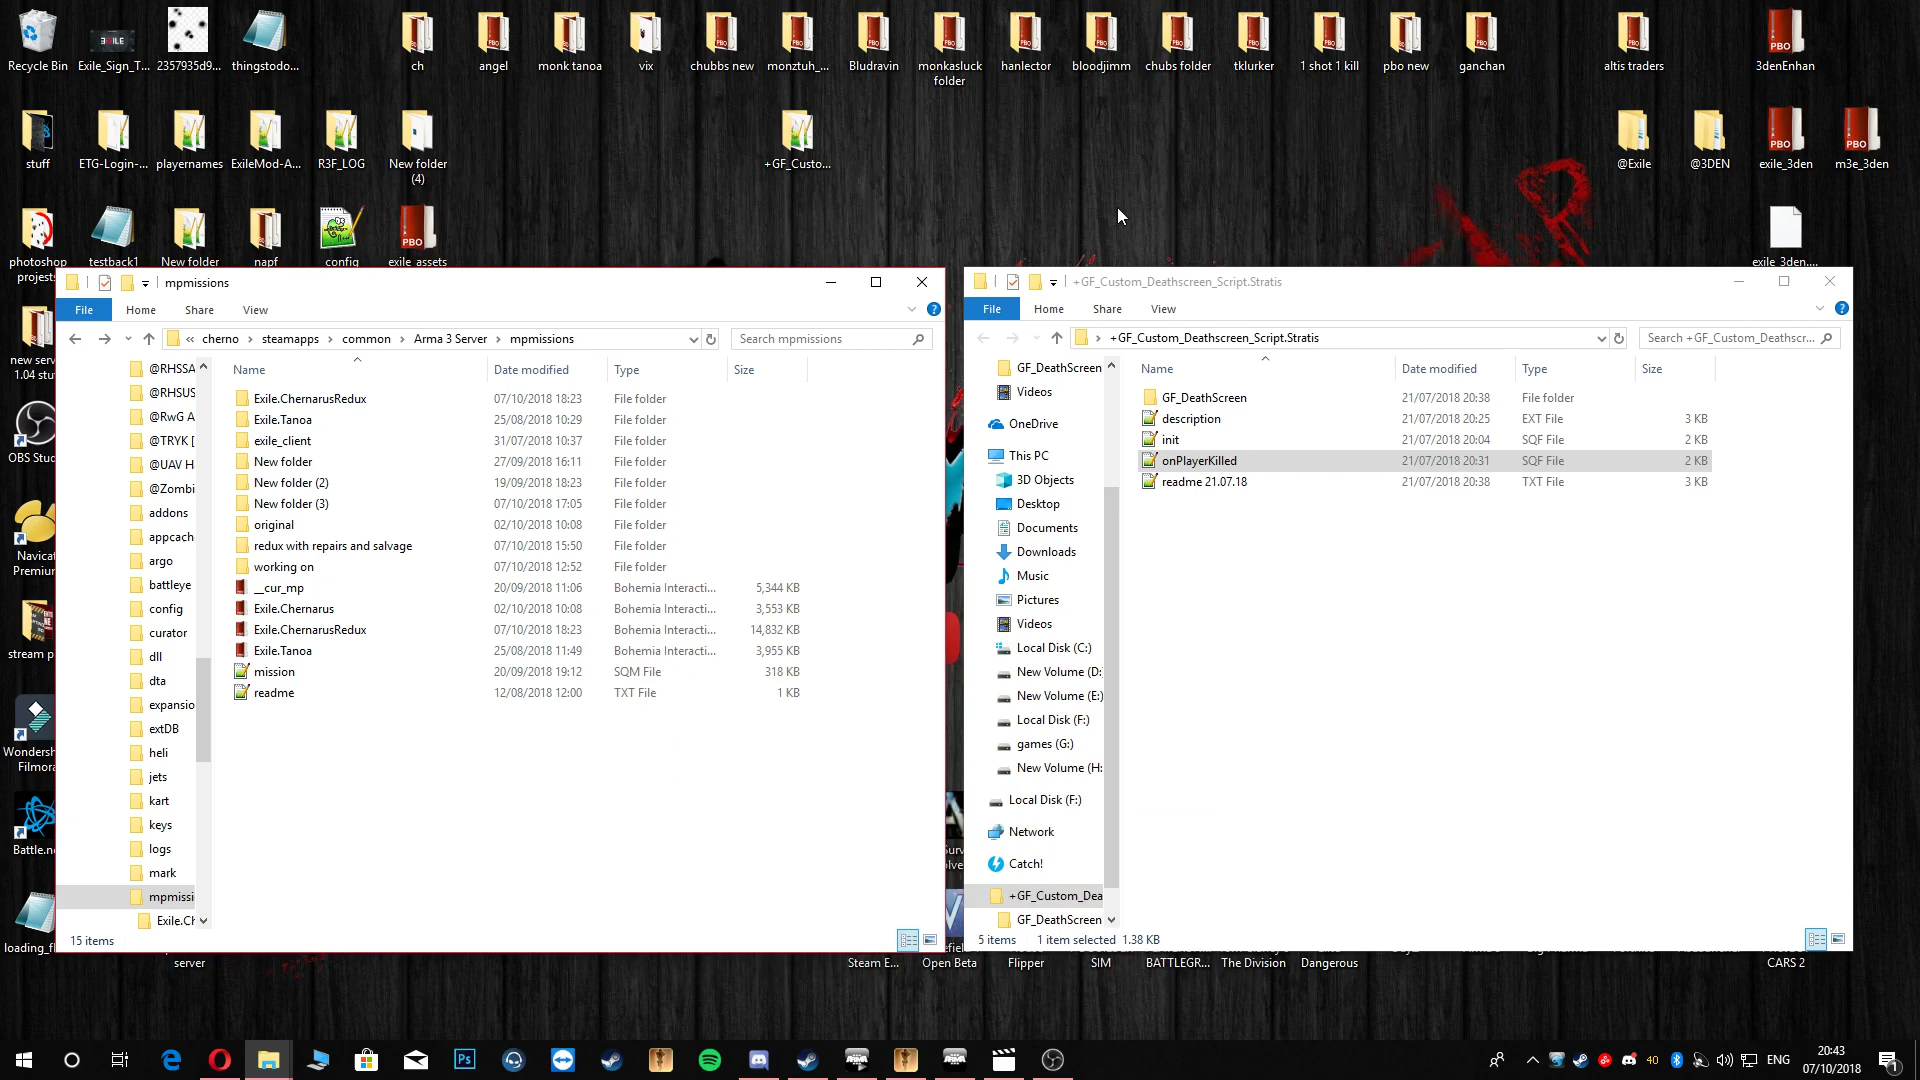 Recycle Bin
Exile_Sign_T...
2357935d9...
thingstodo...
ch
angel
monk tanoa
vix
chubbs new
monztuh_...
Bludravin
monkasluck
folder
hanlector
bloodjimm
chubs folder
tklurker
1 shot 1 kill
pbo new
ganchan
altis traders
3denEnhan
stuff
ETG-Login-...
playernames
ExileMod-A...
R3F_LOG
New folder
(4)
+GF_Custo...
@Exile
@3DEN
exile_3den
m3e_3den
photoshop
projests
testback1
New folder
napf
config
exile_assets
exile_3den....
new serv
1.04 stu
OBS Stud
Navicat
Premium
stream p
Wondersh
Filmora
Battle.ne
loading_fl
mpmissions
File
Home
Share
View
cherno
steamapps
common
Arma 3 Server
mpmissions
Search mpmissions
Name
Date modified
Type
Size
@RHSSA
@RHSUS
@RwG A
@TRYK [
@UAV H
@Zombi
addons
appcach
argo
battleye
config
curator
dll
dta
expansio
extDB
heli
jets
kart
keys
logs
mark
mpmissi
Exile.Ch
Exile.ChernarusRedux 07/10/2018 18:23 File folder
Exile.Tanoa 25/08/2018 10:29 File folder
exile_client 31/07/2018 10:37 File folder
New folder 27/09/2018 16:11 File folder
New folder (2) 19/09/2018 18:23 File folder
New folder (3) 07/10/2018 17:05 File folder
original 02/10/2018 10:08 File folder
redux with repairs and salvage 07/10/2018 15:50 File folder
working on 07/10/2018 12:52 File folder
__cur_mp 20/09/2018 11:06 Bohemia Interacti... 5,344 KB
Exile.Chernarus 02/10/2018 10:08 Bohemia Interacti... 3,553 KB
Exile.ChernarusRedux 07/10/2018 18:23 Bohemia Interacti... 14,832 KB
Exile.Tanoa 25/08/2018 11:49 Bohemia Interacti... 3,955 KB
mission 20/09/2018 19:12 SQM File 318 KB
readme 12/08/2018 12:00 TXT File 1 KB
15 items
+GF_Custom_Deathscreen_Script.Stratis
File
Home
Share
View
+GF_Custom_Deathscreen_Script.Stratis
Search +GF_Custom_Deathscr...
Name
Date modified
Type
Size
GF_DeathScreen
Videos
OneDrive
This PC
3D Objects
Desktop
Documents
Downloads
Music
Pictures
Videos
Local Disk (C:)
New Volume (D:
New Volume (E:)
Local Disk (F:)
games (G:)
New Volume (H:
Local Disk (F:)
Network
Catch!
+GF_Custom_Dea
GF_DeathScreen
GF_DeathScreen 21/07/2018 20:38 File folder
description 21/07/2018 20:25 EXT File 3 KB
init 21/07/2018 20:04 SQF File 2 KB
onPlayerKilled 21/07/2018 20:31 SQF File 2 KB
readme 21.07.18 21/07/2018 20:38 TXT File 3 KB
5 items
1 item selected 1.38 KB
server
Steam E...
Open Beta
Flipper
SIM
BATTLEGR...
The Division
Dangerous
CARS 2
40
ENG
20:43
07/10/2018
1